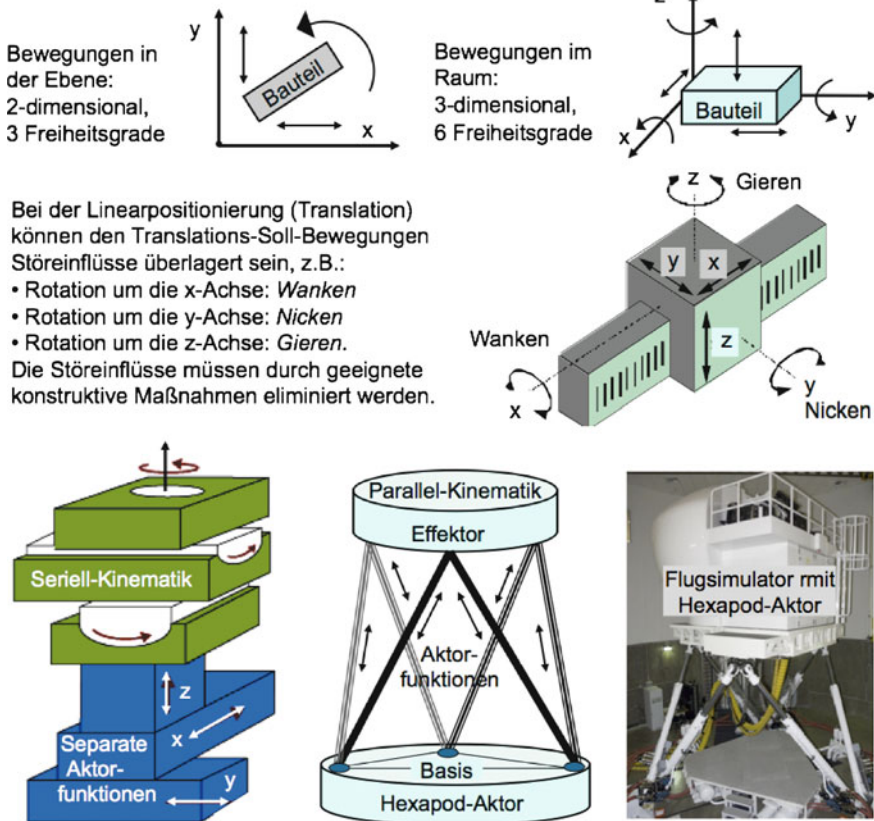 Bewegungen in
der Ebene:
2-dimensional,
3 Freiheitsgrade
y
Bauteil
x
Bewegungen im
Raum:
3-dimensional,
6 Freiheitsgrade
z
Bauteil
x
y
Bei der Linearpositionierung (Translation)
können den Translations-Soll-Bewegungen
Störeinflüsse überlagert sein, z.B.:
• Rotation um die x-Achse: Wanken
• Rotation um die y-Achse: Nicken
• Rotation um die z-Achse: Gieren.
Die Störeinflüsse müssen durch geeignete
konstruktive Maßnahmen eliminiert werden.
z Gieren
y x
Wanken
z
x
y
Nicken
Seriell-Kinematik
z
x
Separate
Aktor-
funktionen
y
Parallel-Kinematik
Effektor
Aktor-
funktionen
Basis
Hexapod-Aktor
Flugsimulator rmit
Hexapod-Aktor